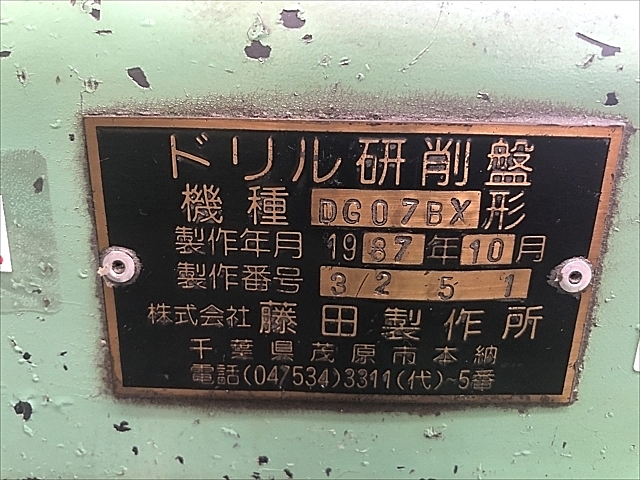 ドリル研削盤
機種 DG07BX 形
製作年月 1987年10月
製作番号 3251
株式会社 藤田製作所
千葉県茂原市本納
電話(047534)3311(代)~5番